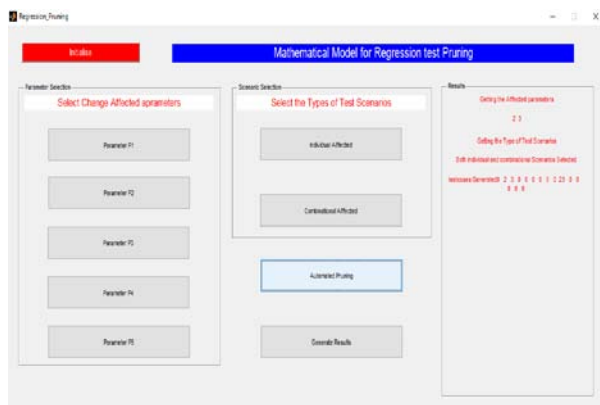 Regression_Pruning
Initialise
Mathematical Model for Regression test Pruning
Parameter Selection
Select Change Affected aprameters
Parameter P1
Parameter P2
Parameter P3
Parameter P4
Parameter P5
Scenario Selection
Select the Types of Test Scenarios
Individual Affected
Combinational Affected
Automated Pruning
Generate Results
Results
Getting the Affected parameters
2 3
Getting the Type of Test Scenarios
Both individual and combinational Scenarios Selected